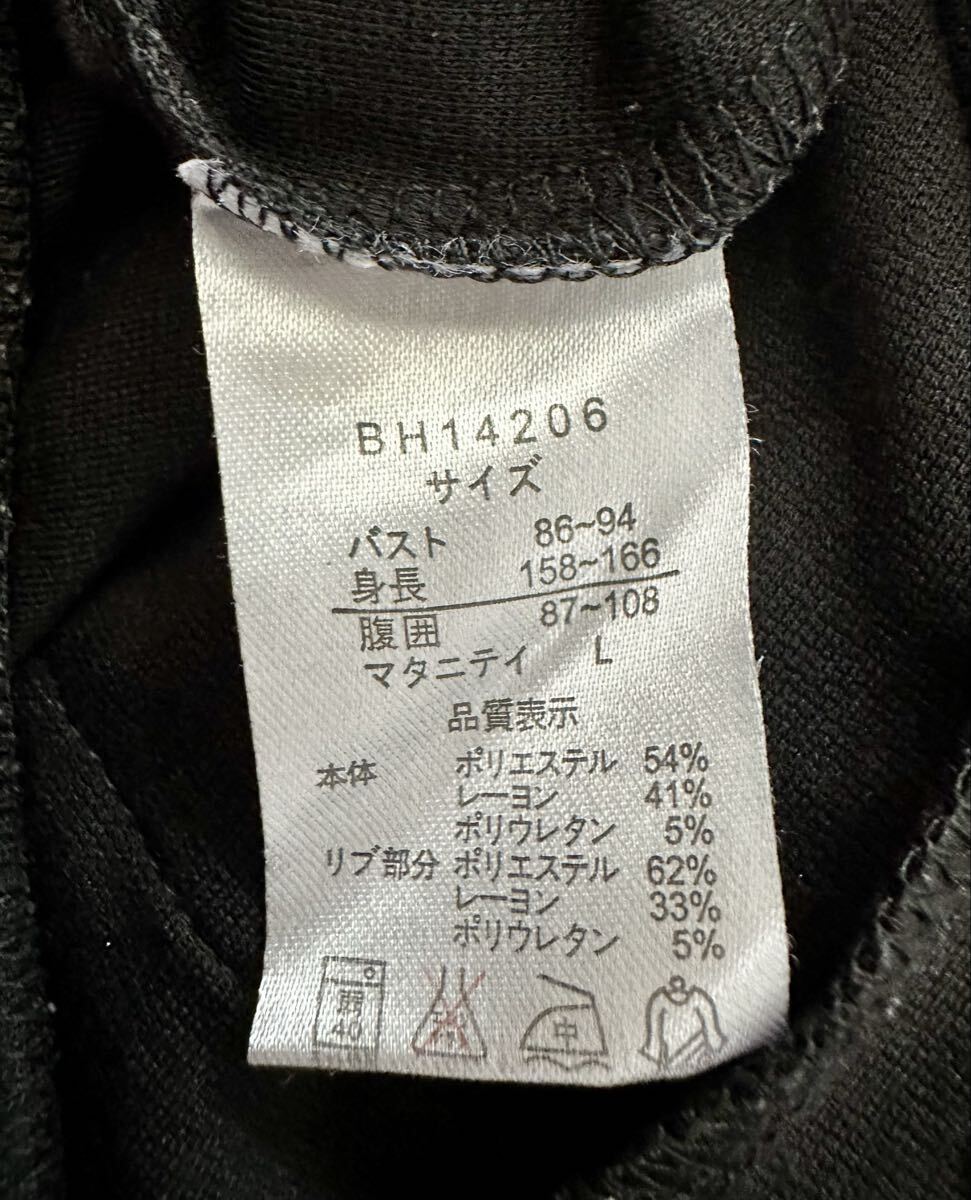 BH14206
サイズ
バスト 86~94
身長 158~166
腹囲 87~108
マタニティ L
品質表示
本体 ポリエステル 54%
レーヨン 41%
ポリウレタン 5%
リブ部分 ポリエステル 62%
レーヨン 33%
ポリウレタン 5%
弱
40
中